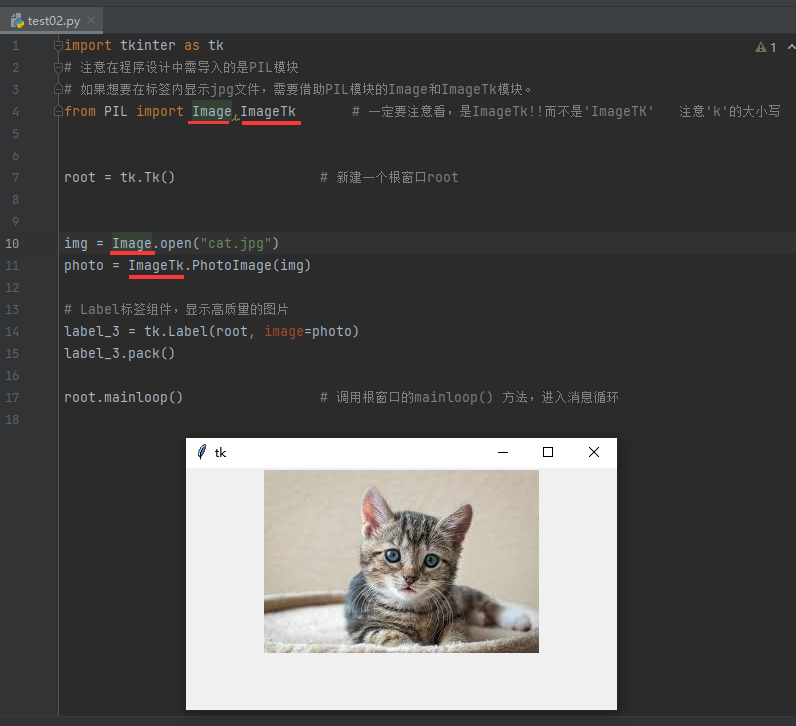 test02.py
1
1 import tkinter as tk
2 # 注意在程序设计中需导入的是PIL模块
3 # 如果想要在标签内显示jpg文件，需要借助PIL模块的Image和ImageTk模块。
4 from PIL import Image,ImageTk # 一定要注意看，是ImageTk!!而不是'ImageTK' 注意'k'的大小写
5
6
7 root = tk.Tk() # 新建一个根窗口root
8
9
10 img = Image.open("cat.jpg")
11 photo = ImageTk.PhotoImage(img)
12
13 # Label标签组件，显示高质量的图片
14 label_3 = tk.Label(root, image=photo)
15 label_3.pack()
16
17 root.mainloop() # 调用根窗口的mainloop() 方法，进入消息循环
18
tk